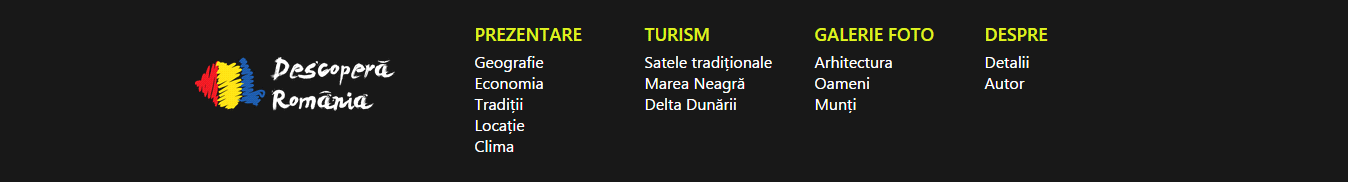 Descoperă
România
PREZENTARE
Geografie
Economia
Tradiții
Locație
Clima
TURISM
Satele tradiționale
Marea Neagră
Delta Dunării
GALERIE FOTO
Arhitectura
Oameni
Munți
DESPRE
Detalii
Autor